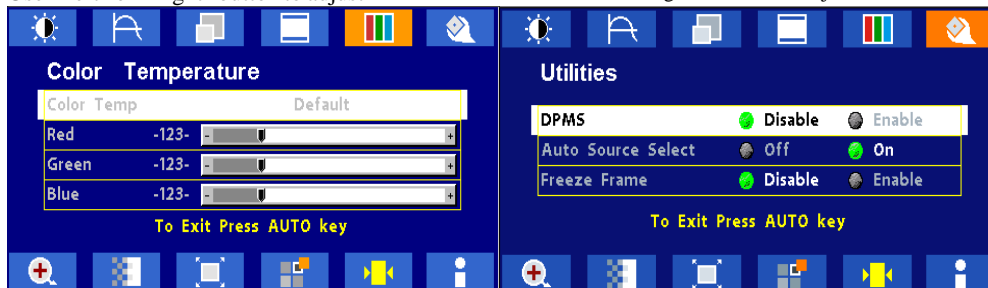 Color Temperature
Color Temp Default
Red -123- - +
Green -123- - +
Blue -123- - +
To Exit Press AUTO key
Utilities
DPMS Disable Enable
Auto Source Select Off On
Freeze Frame Disable Enable
To Exit Press AUTO key